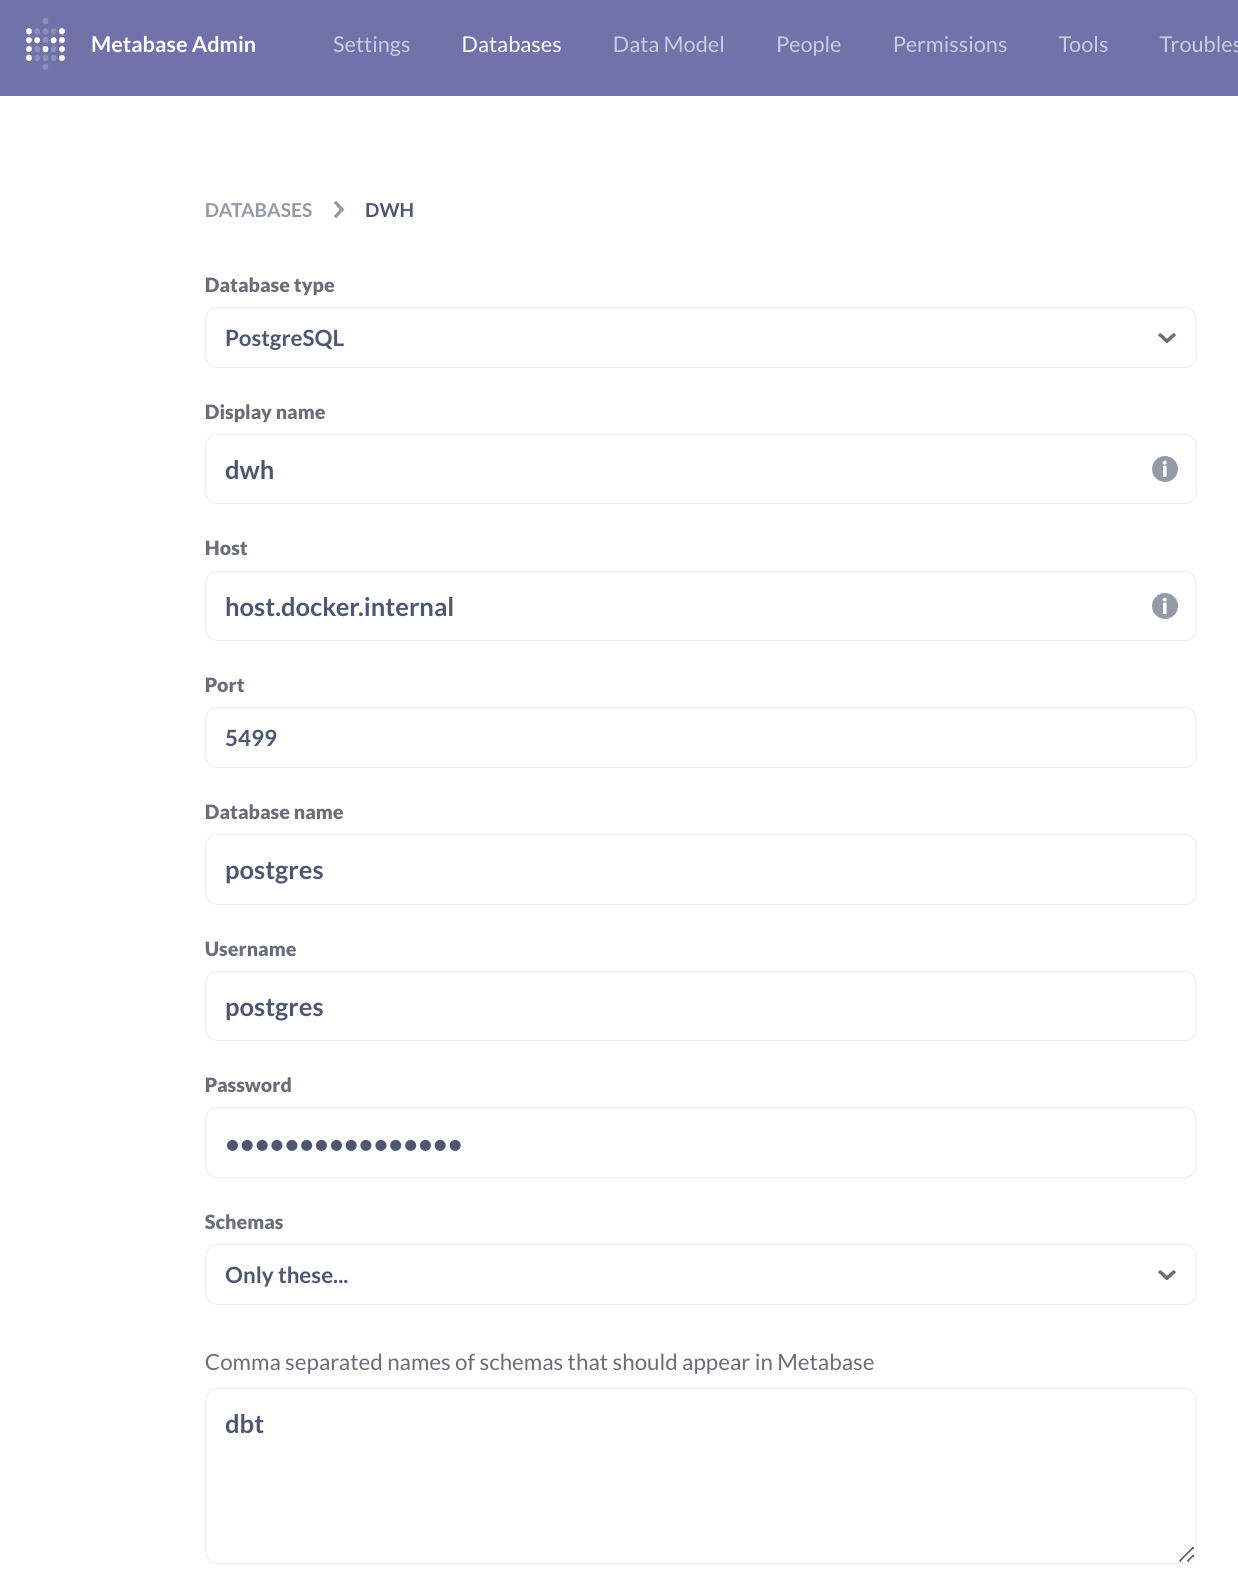 Metabase Admin Settings Databases Data Model People Permissions Tools Troubles
DATABASES > DWH
Database type
PostgreSQL
Display name
dwh
Host
host.docker.internal
Port
5499
Database name
postgres
Username
postgres
Password
••••••••••••••••
Schemas
Only these...
Comma separated names of schemas that should appear in Metabase
dbt